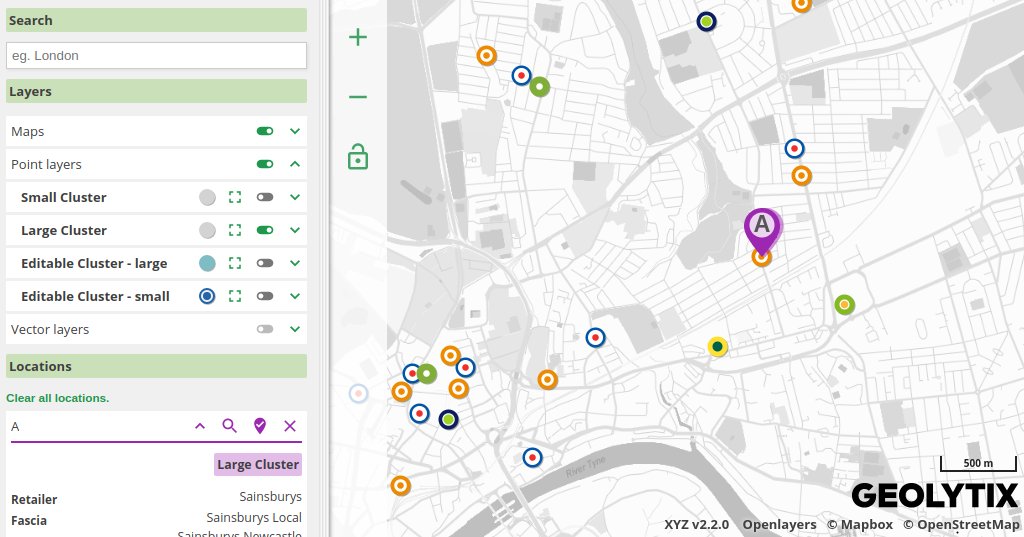 Search
eg. London
Layers
Maps
Point layers
Small Cluster
Large Cluster
Editable Cluster - large
Editable Cluster - small
Vector layers
Locations
Clear all locations.
A
Large Cluster
Retailer Sainsburys
Fascia Sainsburys Local
Sainsburys Newcastle
A
River Tyne
500 m
GEOLYTIX
XYZ v2.2.0 Openlayers © Mapbox © OpenStreetMap